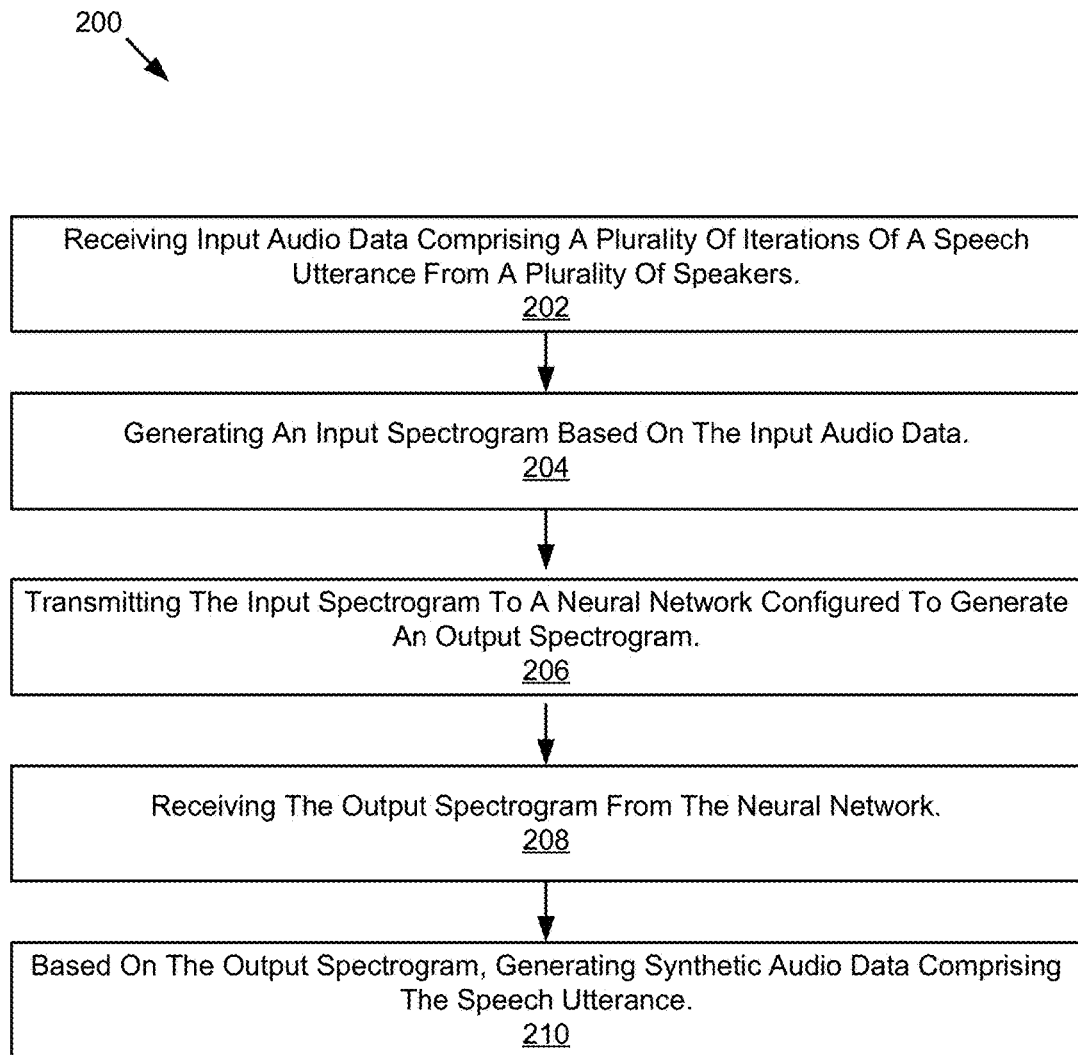 200
Receiving Input Audio Data Comprising A Plurality Of Iterations Of A Speech
Utterance From A Plurality Of Speakers.
202
Generating An Input Spectrogram Based On The Input Audio Data.
204
Transmitting The Input Spectrogram To A Neural Network Configured To Generate
An Output Spectrogram.
206
Receiving The Output Spectrogram From The Neural Network.
208
Based On The Output Spectrogram, Generating Synthetic Audio Data Comprising
The Speech Utterance.
210